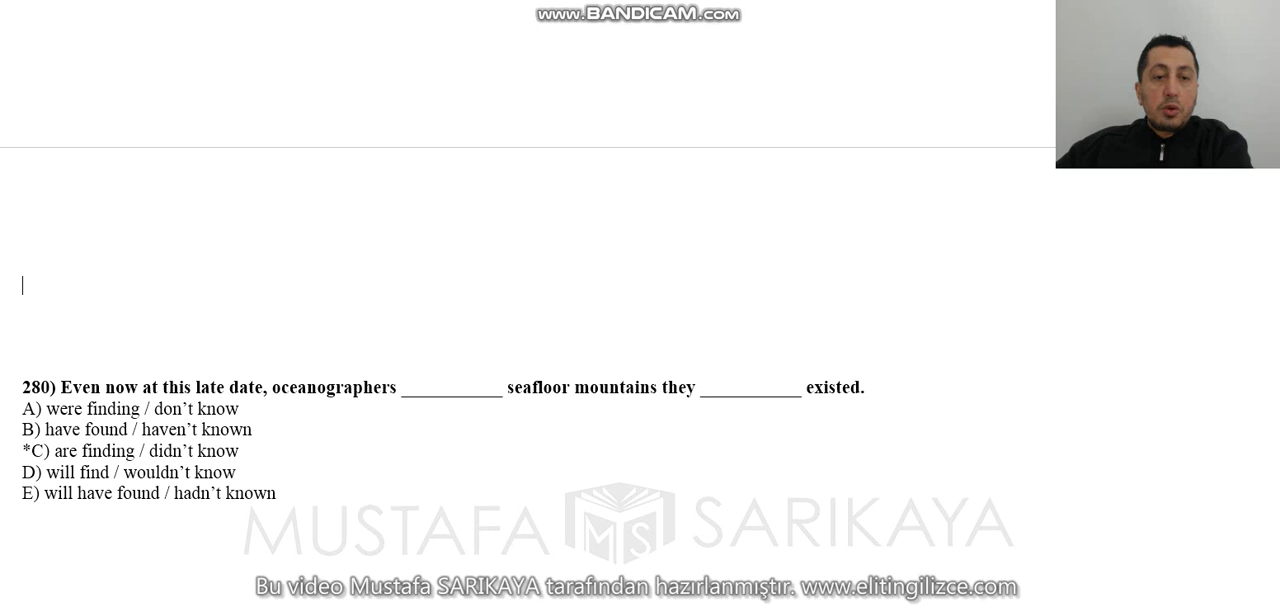 www.BANDICAM.com
280) Even now at this late date, oceanographers ___________ seafloor mountains they ___________ existed.
A) were finding / don’t know
B) have found / haven’t known
*C) are finding / didn’t know
D) will find / wouldn’t know
E) will have found / hadn’t known
MUSTAFA MS SARIKAYA
Bu video Mustafa SARIKAYA tarafından hazırlanmıştır. www.elitingilizce.com